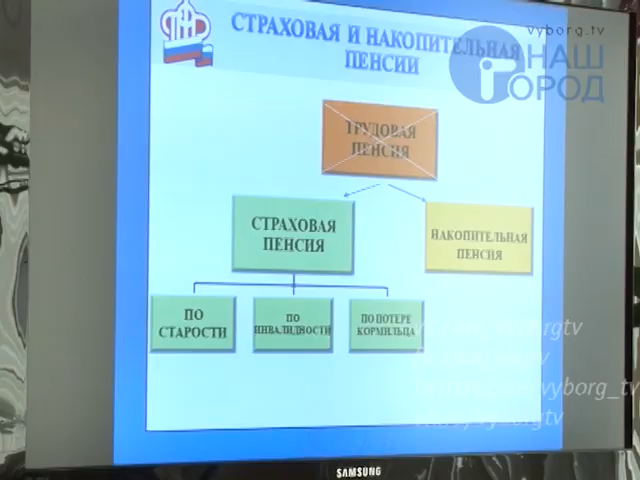 vyborg.tv
СТРАХОВАЯ И НАКОПИТЕЛЬНАЯ
ПЕНСИИ
НАШ
ГОРОД
ТРУДОВАЯ
ПЕНСИЯ
СТРАХОВАЯ
ПЕНСИЯ
НАКОПИТЕЛЬНАЯ
ПЕНСИЯ
ПО
СТАРОСТИ
ПО
ИНВАЛИДНОСТИ
ПО ПОТЕРЕ
КОРМИЛЬЦА
vyborg_tv
SAMSUNG